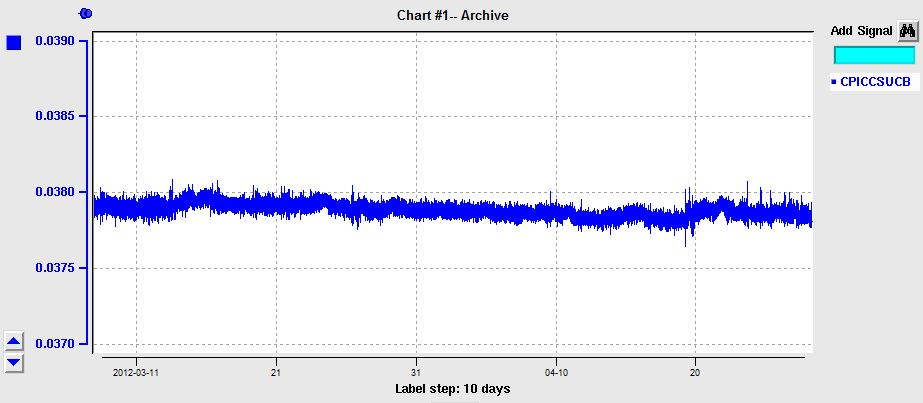 Chart #1-- Archive
Add Signal
CPICCSUCB
0.0390
0.0385
0.0380
0.0375
0.0370
2012-03-11 21 31 04-10 20
Label step: 10 days